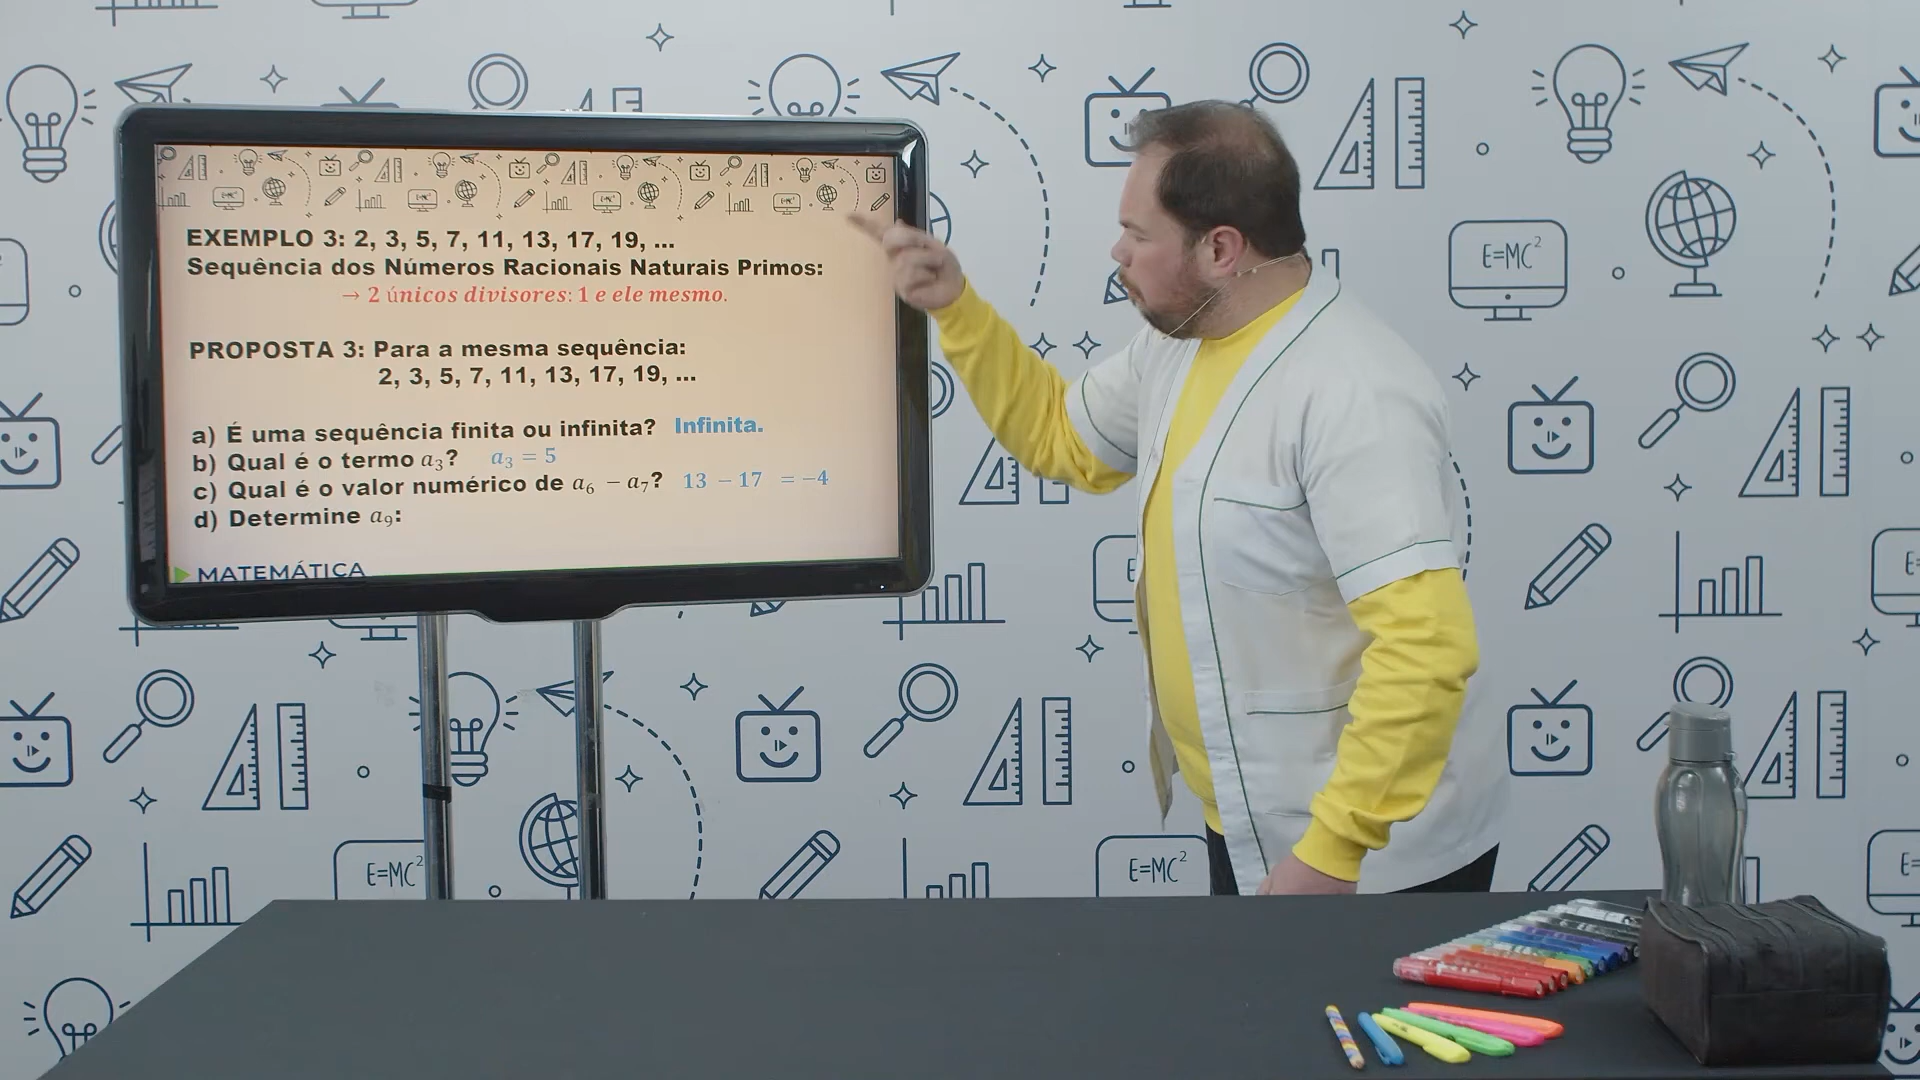 EXEMPLO 3: 2, 3, 5, 7, 11, 13, 17, 19, ...
Sequência dos Números Racionais Naturais Primos:
→ 2 únicos divisores: 1 e ele mesmo.
PROPOSTA 3: Para a mesma sequência:
2, 3, 5, 7, 11, 13, 17, 19, ...
a) É uma sequência finita ou infinita? Infinita.
b) Qual é o termo a₃? a₃ = 5
c) Qual é o valor numérico de a₆ − a₇? 13 − 17 = −4
d) Determine a₉:
MATEMÁTICA
E=MC²
E=MC²
E=MC²